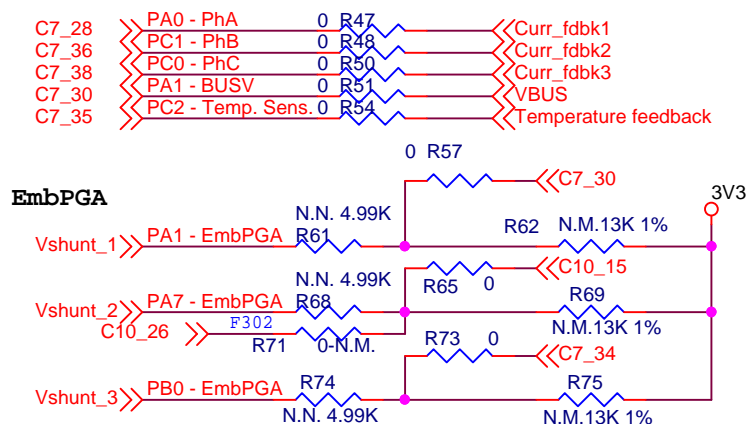 C7_28 PA0 - PhA 0 R47 Curr_fdbk1
C7_36 PC1 - PhB 0 R48 Curr_fdbk2
C7_38 PC0 - PhC 0 R50 Curr_fdbk3
C7_30 PA1 - BUSV 0 R51 VBUS
C7_35 PC2 - Temp. Sens. 0 R54 Temperature feedback
0 R57
C7_30
EmbPGA
3V3
N.N. 4.99K
R62 N.M.13K 1%
Vshunt_1 PA1 - EmbPGA R61
N.N. 4.99K
C10_15
R65 0
Vshunt_2 PA7 - EmbPGA R68
R69
C10_26 F302
N.M.13K 1%
R71 0-N.M.
R73 0
C7_34
Vshunt_3 PB0 - EmbPGA R74
R75
N.N. 4.99K
N.M.13K 1%